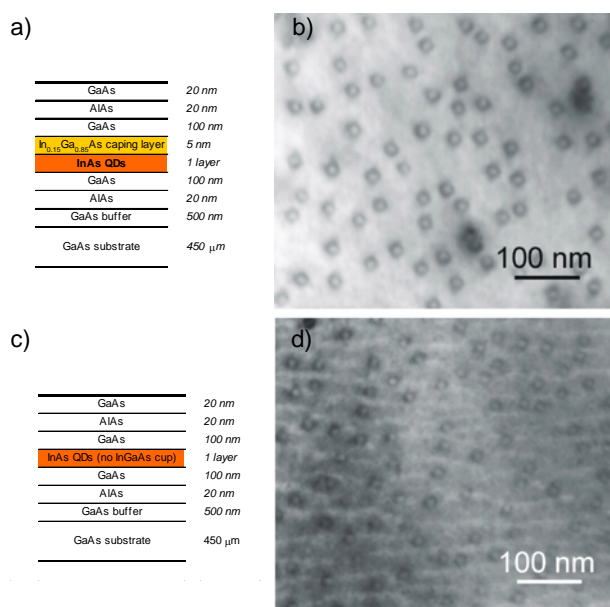 a)
GaAs 20 nm
AlAs 20 nm
GaAs 100 nm
In0.15Ga0.85As caping layer 5 nm
InAs QDs 1 layer
GaAs 100 nm
AlAs 20 nm
GaAs buffer 500 nm
GaAs substrate 450 μm
b)
100 nm
c)
GaAs 20 nm
AlAs 20 nm
GaAs 100 nm
InAs QDs (no InGaAs cup) 1 layer
GaAs 100 nm
AlAs 20 nm
GaAs buffer 500 nm
GaAs substrate 450 μm
d)
100 nm